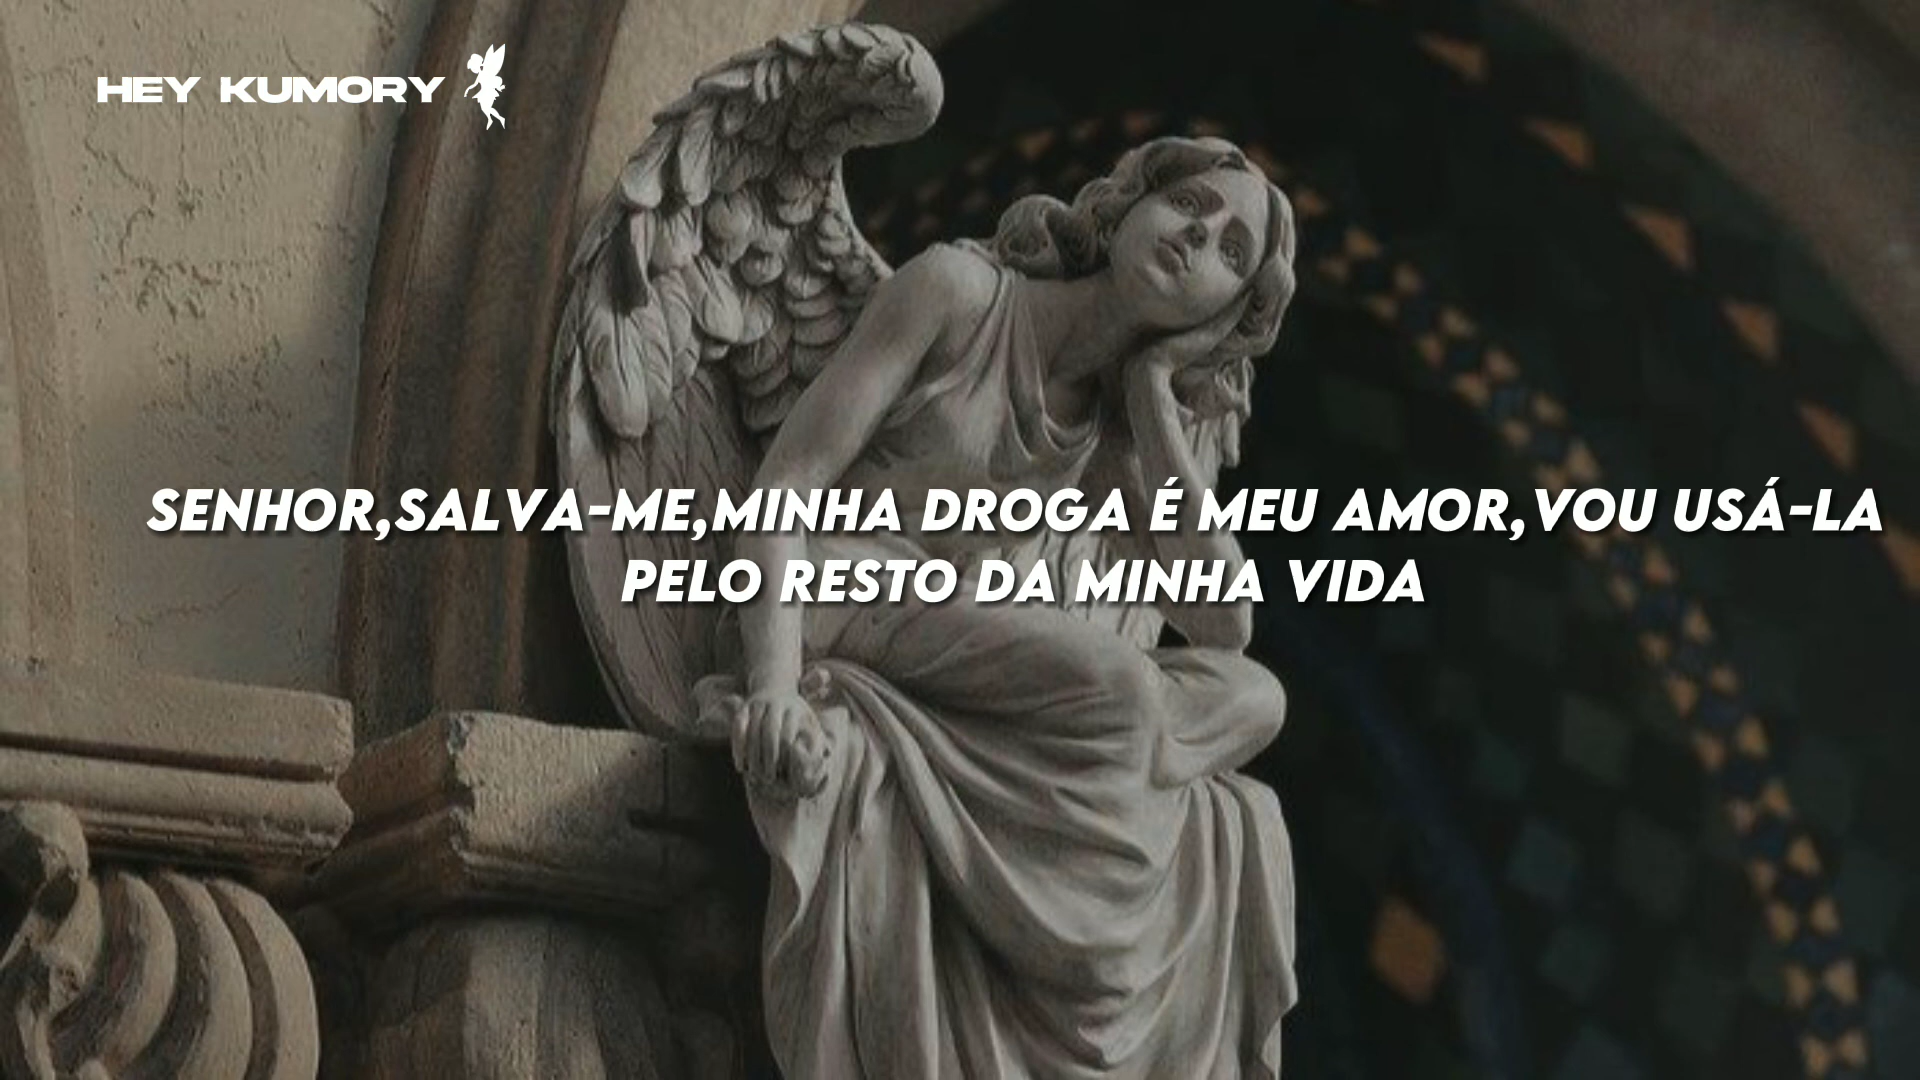 HEY KUMORY
SENHOR,SALVA-ME,MINHA DROGA É MEU AMOR,VOU USÁ-LA
PELO RESTO DA MINHA VIDA